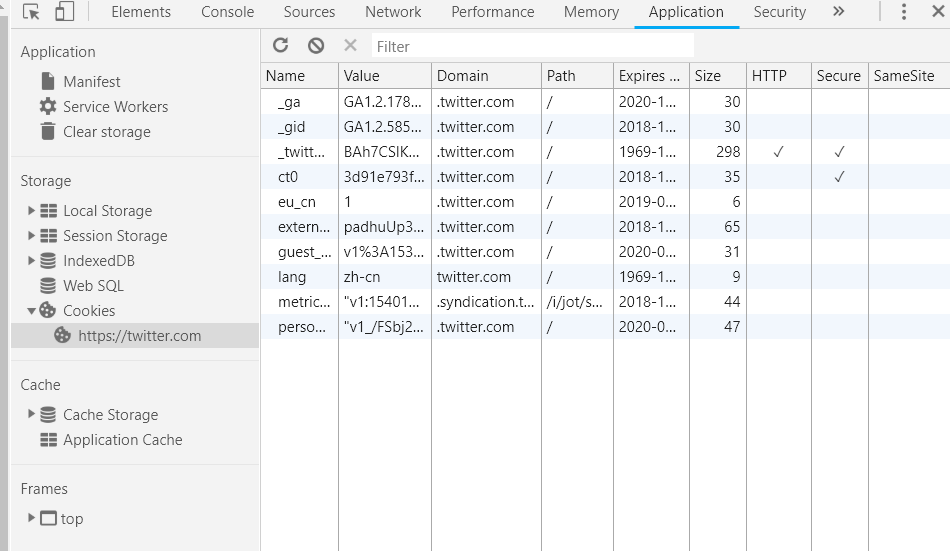 Elements Console Sources Network Performance Memory Application Security »
Application
Manifest
Service Workers
Clear storage
Storage
Local Storage
Session Storage
IndexedDB
Web SQL
Cookies
https://twitter.com
Cache
Cache Storage
Application Cache
Frames
top
Filter
Name Value Domain Path Expires ... Size HTTP Secure SameSite
_ga GA1.2.178... .twitter.com / 2020-1... 30
_gid GA1.2.585... .twitter.com / 2018-1... 30
_twitt... BAh7CSIK... .twitter.com / 1969-1... 298 ✓ ✓
ct0 3d91e793f... .twitter.com / 2018-1... 35 ✓
eu_cn 1 .twitter.com / 2019-0... 6
extern... padhuUp3... .twitter.com / 2018-1... 65
guest_... v1%3A153... .twitter.com / 2020-0... 31
lang zh-cn twitter.com / 1969-1... 9
metric... "v1:15401... .syndication.t... /i/jot/s... 2018-1... 44
perso... "v1_/FSbj2... .twitter.com / 2020-0... 47